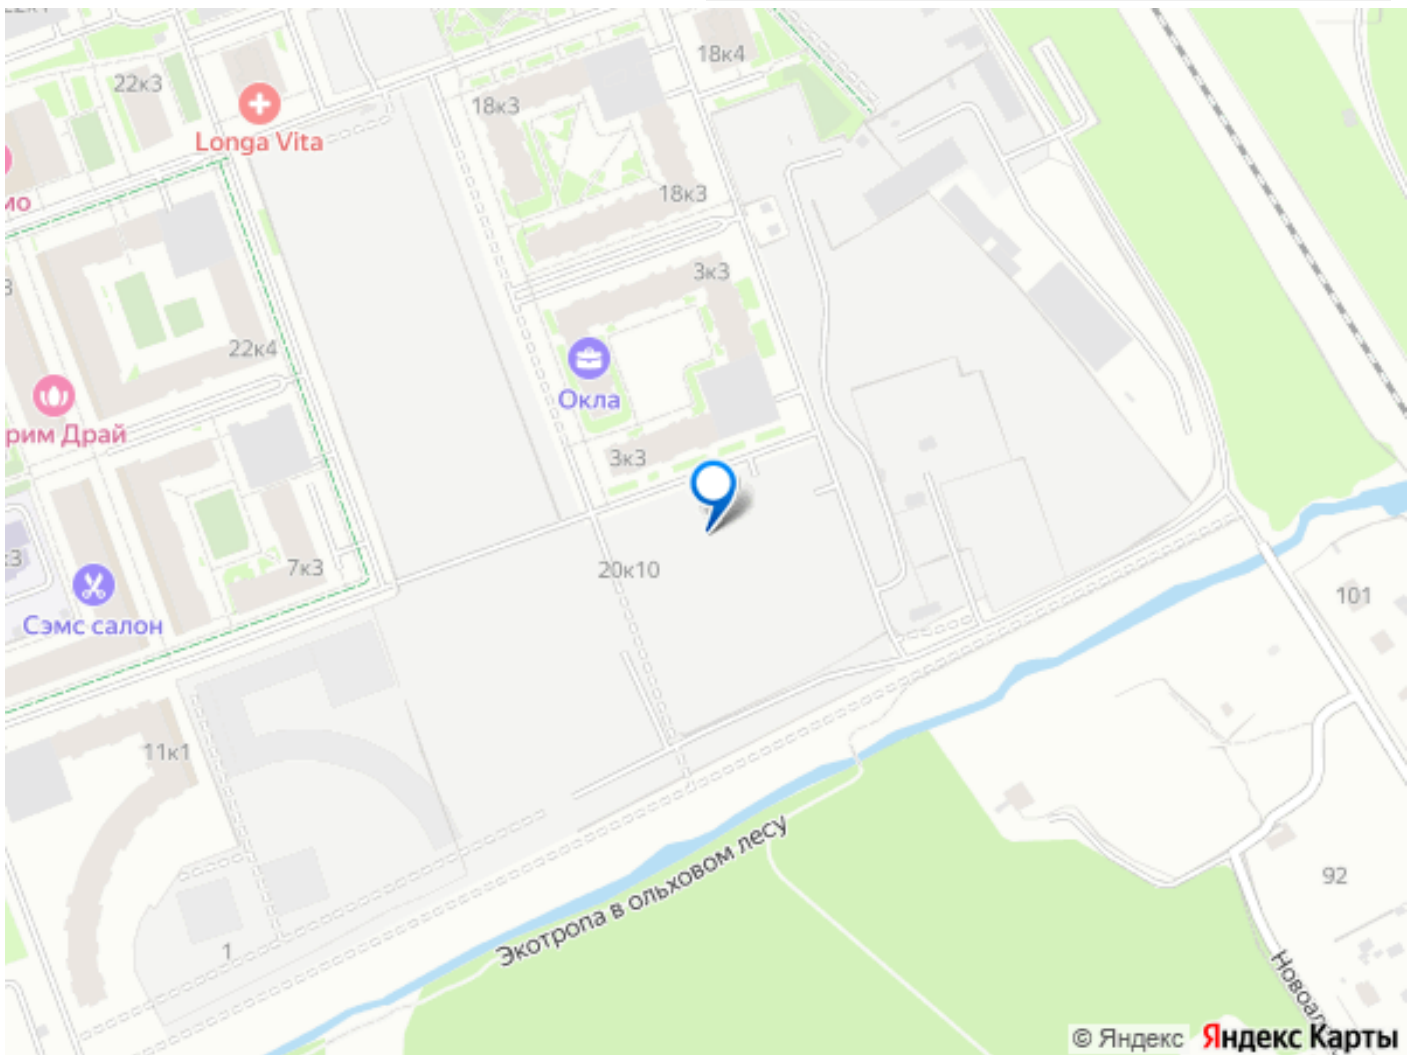 22к3
18к4
18к3
Longa Vita
18к3
3к3
22к4
Окла
рим Драй
3к3
7к3
20к10
101
Сэмс салон
11к1
Экотропа в ольховом лесу
92
1
© Яндекс Яндекс Карты